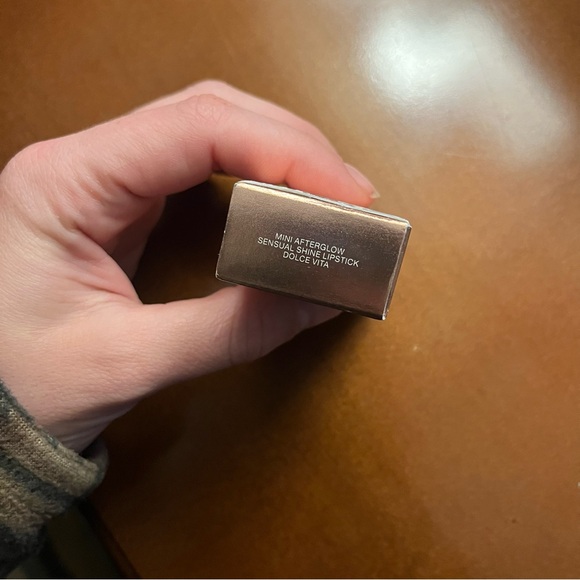 MINI AFTERGLOW
SENSUAL SHINE LIPSTICK
DOLCE VITA